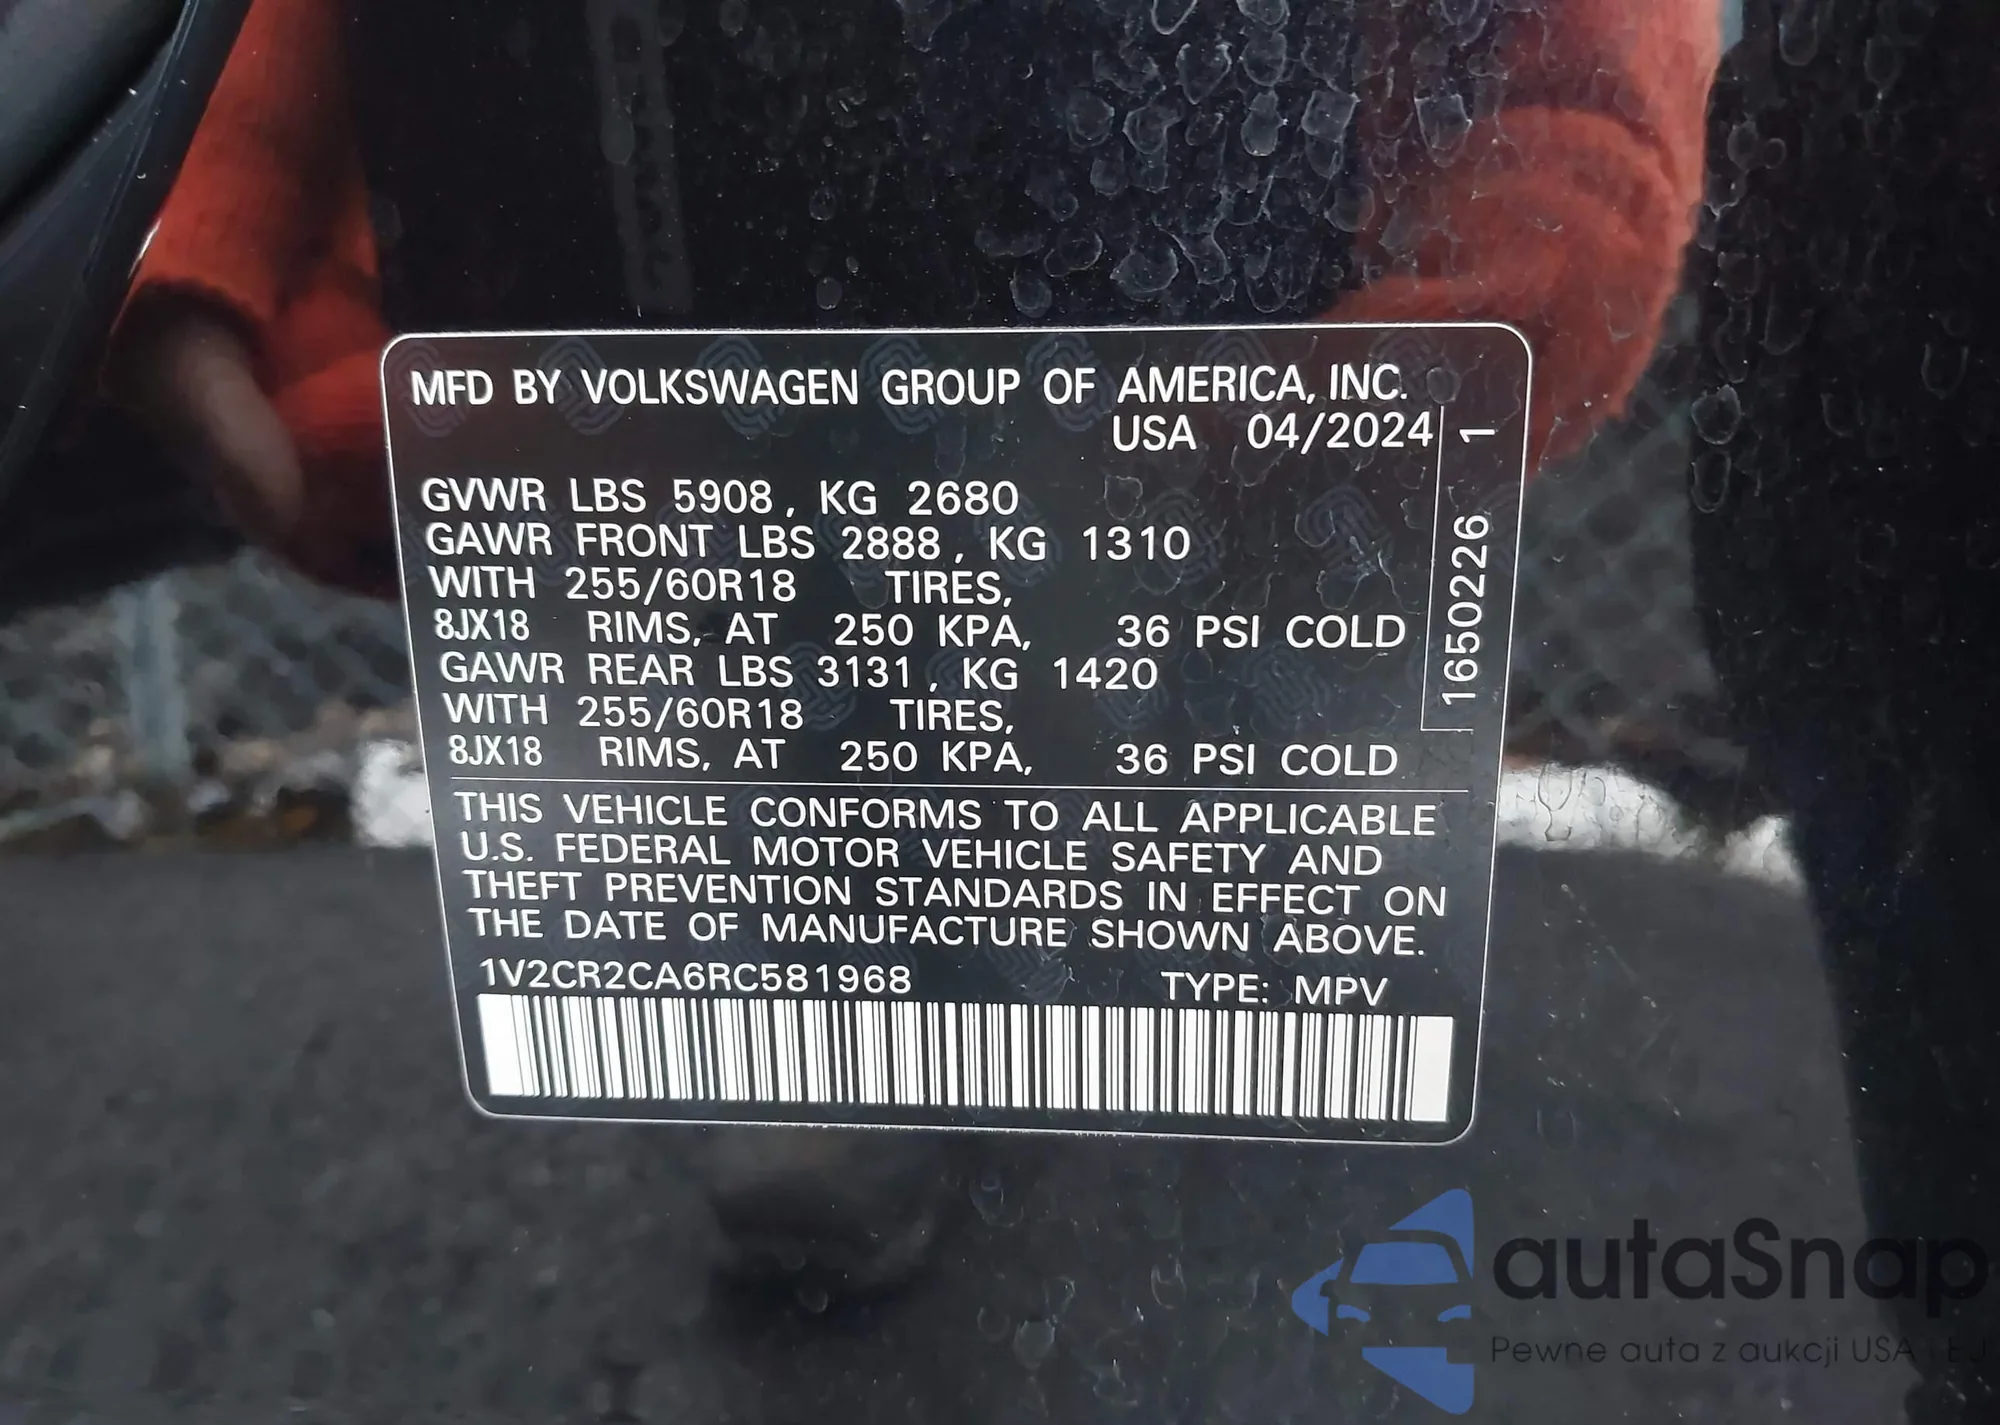 MFD BY VOLKSWAGEN GROUP OF AMERICA, INC.
USA 04/2024
GVWR LBS 5908, KG 2680
GAWR FRONT LBS 2888, KG 1310
WITH 255/60R18 TIRES,
8JX18 RIMS, AT 250 KPA, 36 PSI COLD
GAWR REAR LBS 3131, KG 1420
WITH 255/60R18 TIRES,
8JX18 RIMS, AT 250 KPA, 36 PSI COLD
1650226 1
THIS VEHICLE CONFORMS TO ALL APPLICABLE
U.S. FEDERAL MOTOR VEHICLE SAFETY AND
THEFT PREVENTION STANDARDS IN EFFECT ON
THE DATE OF MANUFACTURE SHOWN ABOVE.
1V2CR2CA6RC581968 TYPE: MPV
autaSnap
Pewne auta z aukcji USA i EJ